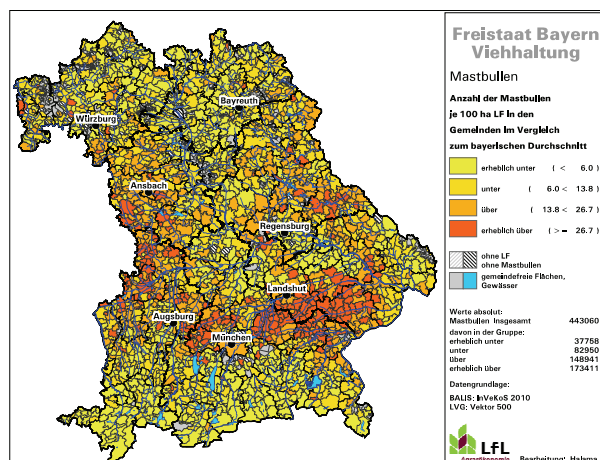 Freistaat Bayern
Viehhaltung
Mastbullen
Anzahl der Mastbullen
je 100 ha LF in den
Gemeinden im Vergleich
zum bayerischen Durchschnitt
erheblich unter ( < 6.0)
unter ( 6.0 < 13.8)
über ( 13.8 < 26.7)
erheblich über ( >= 26.7)
ohne LF
ohne Mastbullen
gemeindefreie Flächen,
Gewässer
Werte absolut:
Mastbullen Insgesamt 443060
davon in der Gruppe:
erheblich unter 37758
unter 82950
über 148941
erheblich über 173411
Datengrundlage:
BALIS: InVeKoS 2010
LVG: Vektor 500
LfL
Agrarökonomie Bearbeitung: Halama
Bayreuth
Würzburg
Ansbach
Regensburg
Landshut
Augsburg
München